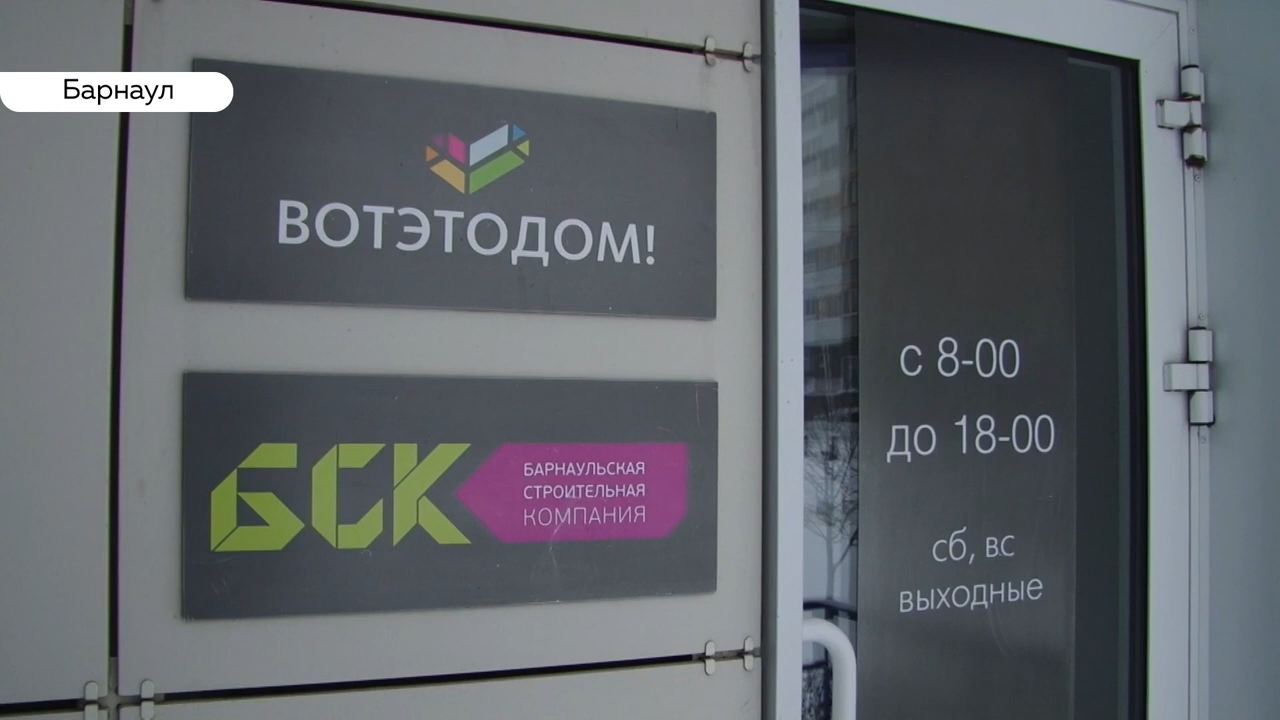 Барнаул
ВОТЭТОДОМ!
БСК
БАРНАУЛЬСКАЯ
СТРОИТЕЛЬНАЯ
КОМПАНИЯ
с 8-00
до 18-00
сб, вс
выходные